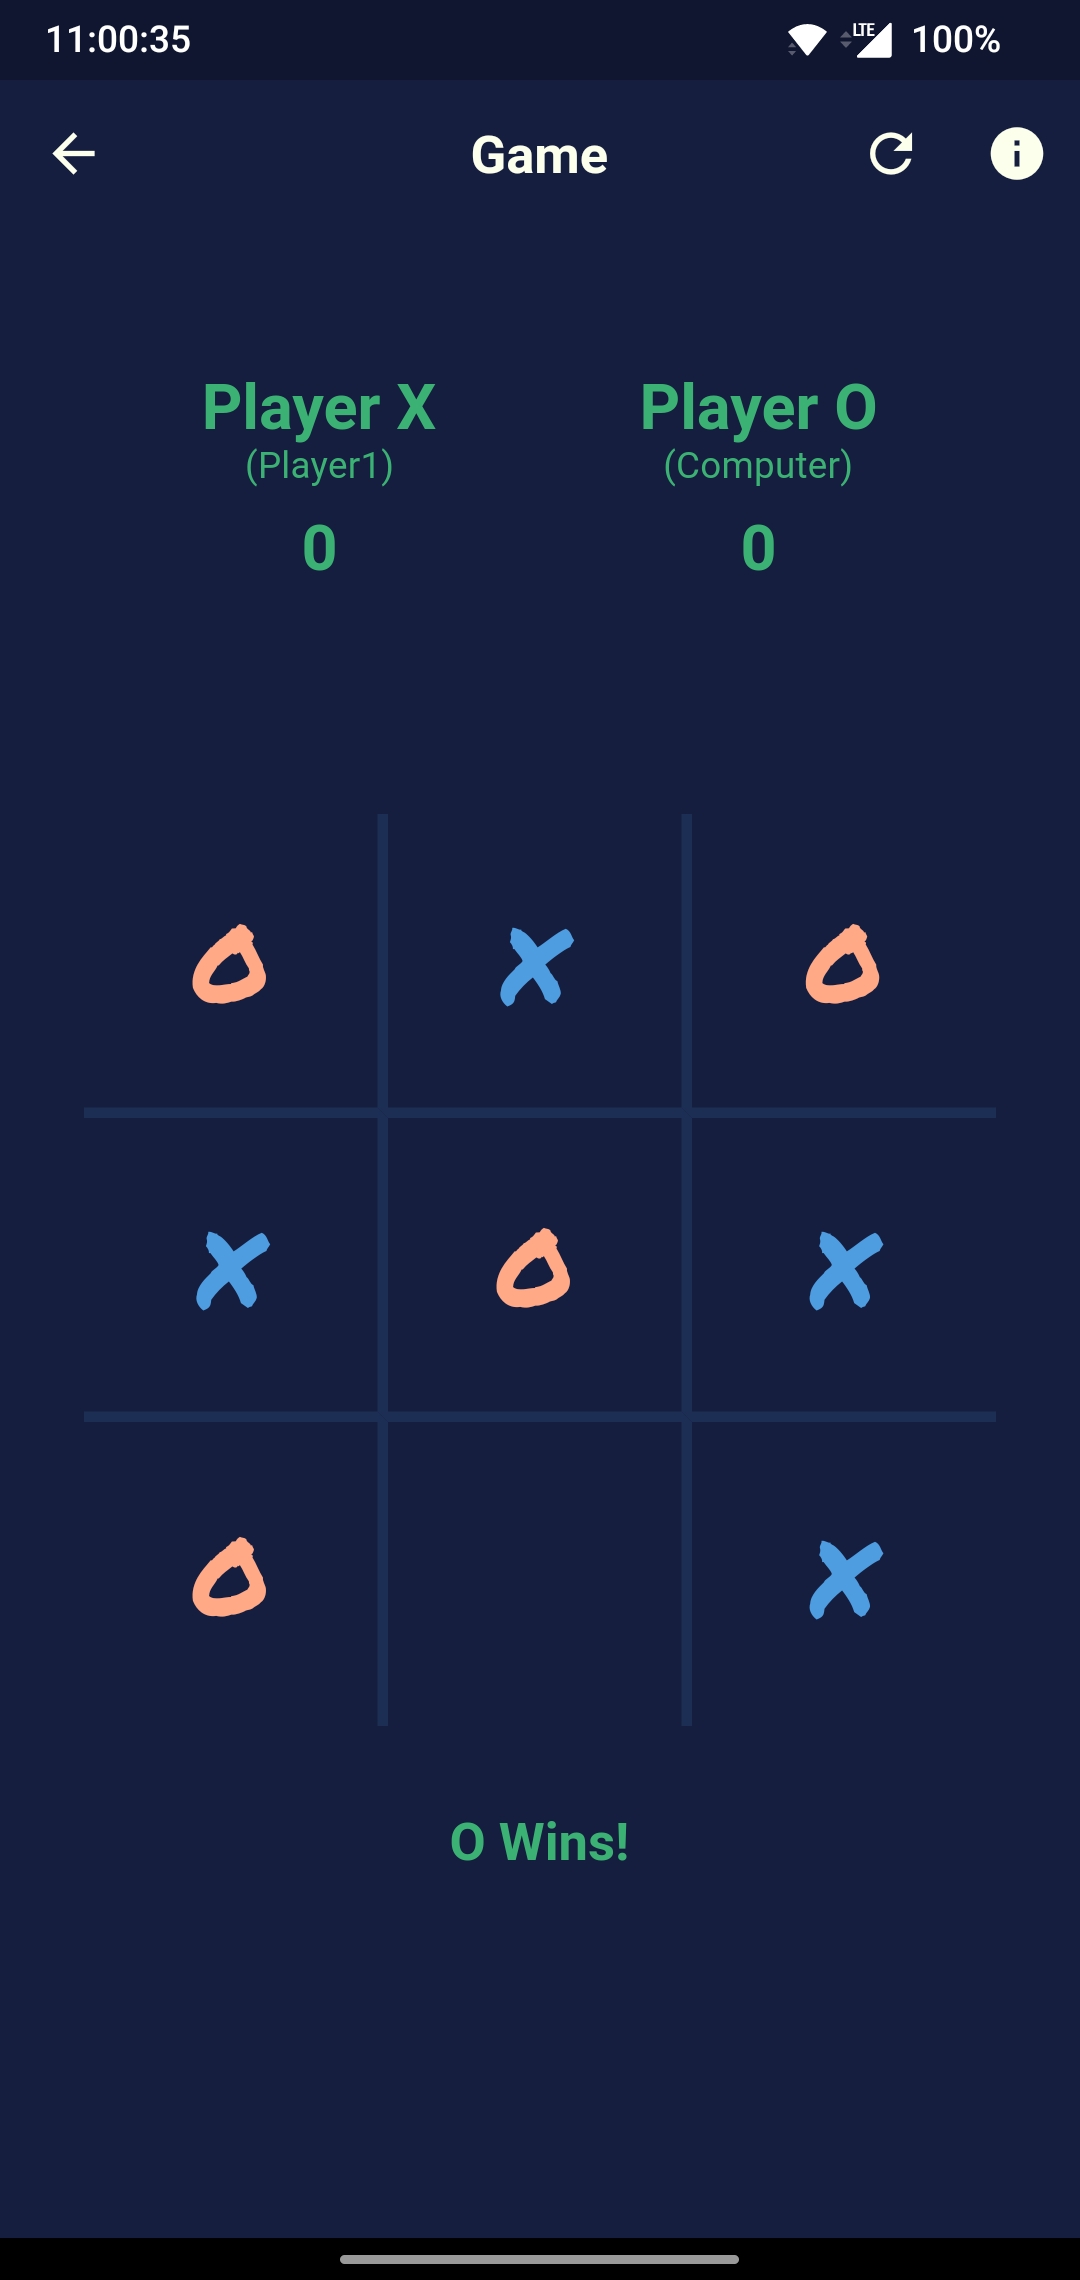 11:00:35 LTE 100%
Game
Player X Player O
(Player1) (Computer)
0 0
O X O
X O X
O X
O Wins!